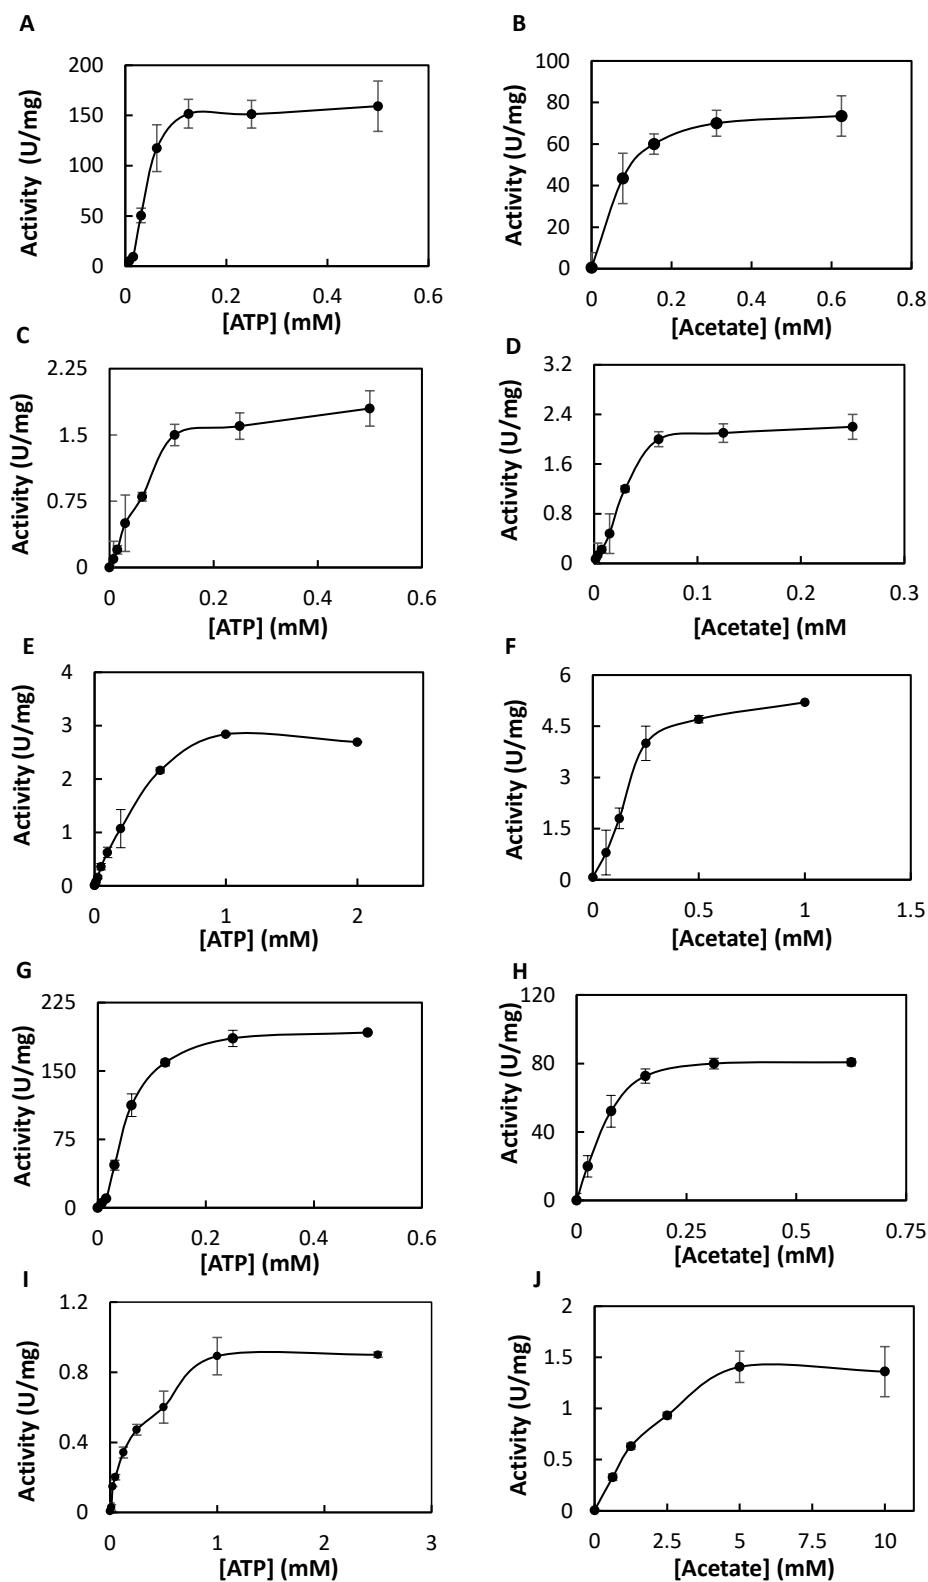 A
Activity (U/mg)
200
150
100
50
0
0 0.2 0.4 0.6
[ATP] (mM)
B
Activity (U/mg)
100
80
60
40
20
0
0 0.2 0.4 0.6 0.8
[Acetate] (mM)
C
Activity (U/mg)
2.25
1.5
0.75
0
0 0.2 0.4 0.6
[ATP] (mM)
D
Activity (U/mg)
3.2
2.4
1.6
0.8
0
0 0.1 0.2 0.3
[Acetate] (mM
E
Activity (U/mg)
4
3
2
1
0
0 1 2
[ATP] (mM)
F
Activity (U/mg)
6
4.5
3
1.5
0
0 0.5 1 1.5
[Acetate] (mM)
G
Activity (U/mg)
225
150
75
0
0 0.2 0.4 0.6
[ATP] (mM)
H
Activity (U/mg)
120
80
40
0
0 0.25 0.5 0.75
[Acetate] (mM)
I
Activity (U/mg)
1.2
0.8
0.4
0
0 1 2 3
[ATP] (mM)
J
Activity (U/mg)
2
1.5
1
0.5
0
0 2.5 5 7.5 10
[Acetate] (mM)